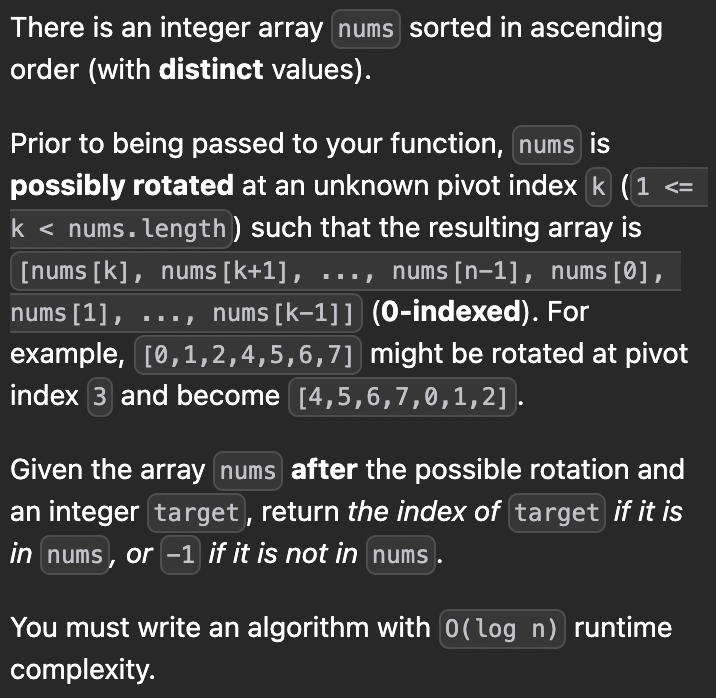 There is an integer array nums sorted in ascending
order (with distinct values).
Prior to being passed to your function, nums is
possibly rotated at an unknown pivot index k (1 <=
k < nums.length) such that the resulting array is
[nums[k], nums[k+1], ..., nums[n-1], nums[0],
nums[1], ..., nums[k-1]] (0-indexed). For
example, [0,1,2,4,5,6,7] might be rotated at pivot
index 3 and become [4,5,6,7,0,1,2].
Given the array nums after the possible rotation and
an integer target, return the index of target if it is
in nums, or -1 if it is not in nums.
You must write an algorithm with O(log n) runtime
complexity.